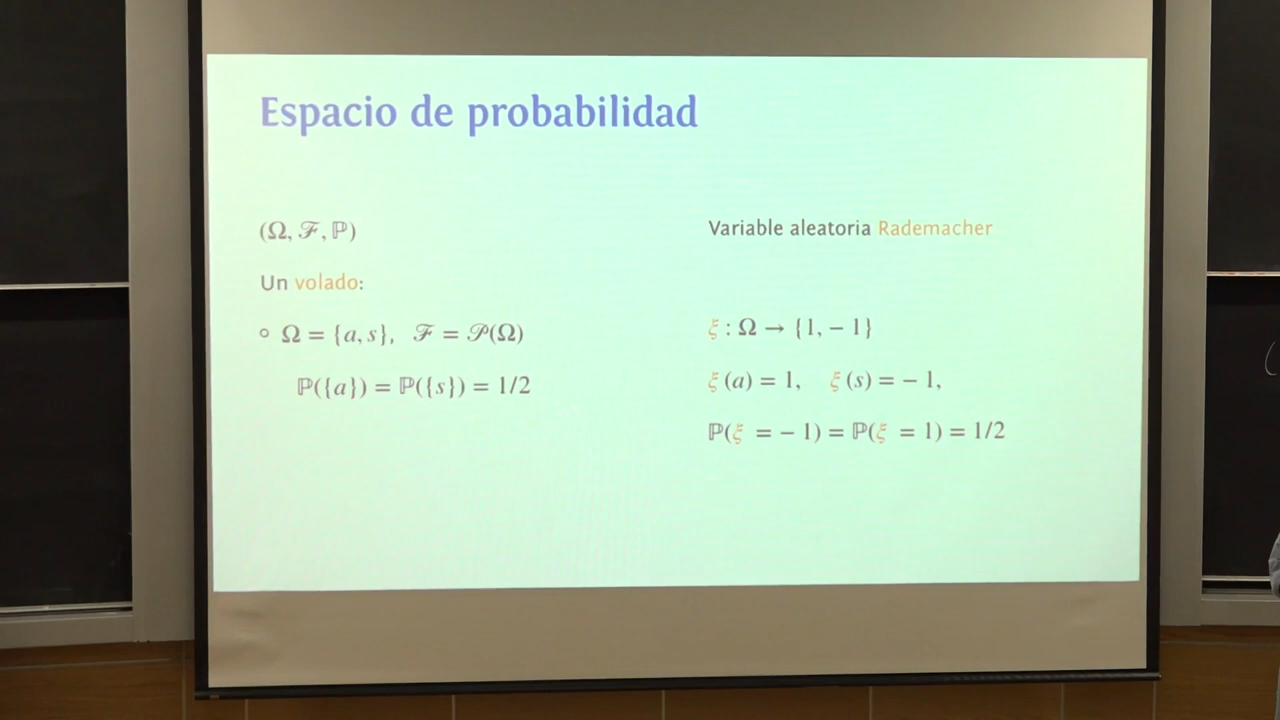 Espacio de probabilidad
(Ω, ℱ, ℙ)
Un volado:
∘ Ω = {a, s}, ℱ = 𝒫(Ω)
ℙ({a}) = ℙ({s}) = 1/2
Variable aleatoria Rademacher
ξ : Ω → {1, − 1}
ξ (a) = 1, ξ (s) = − 1,
ℙ(ξ = − 1) = ℙ(ξ = 1) = 1/2